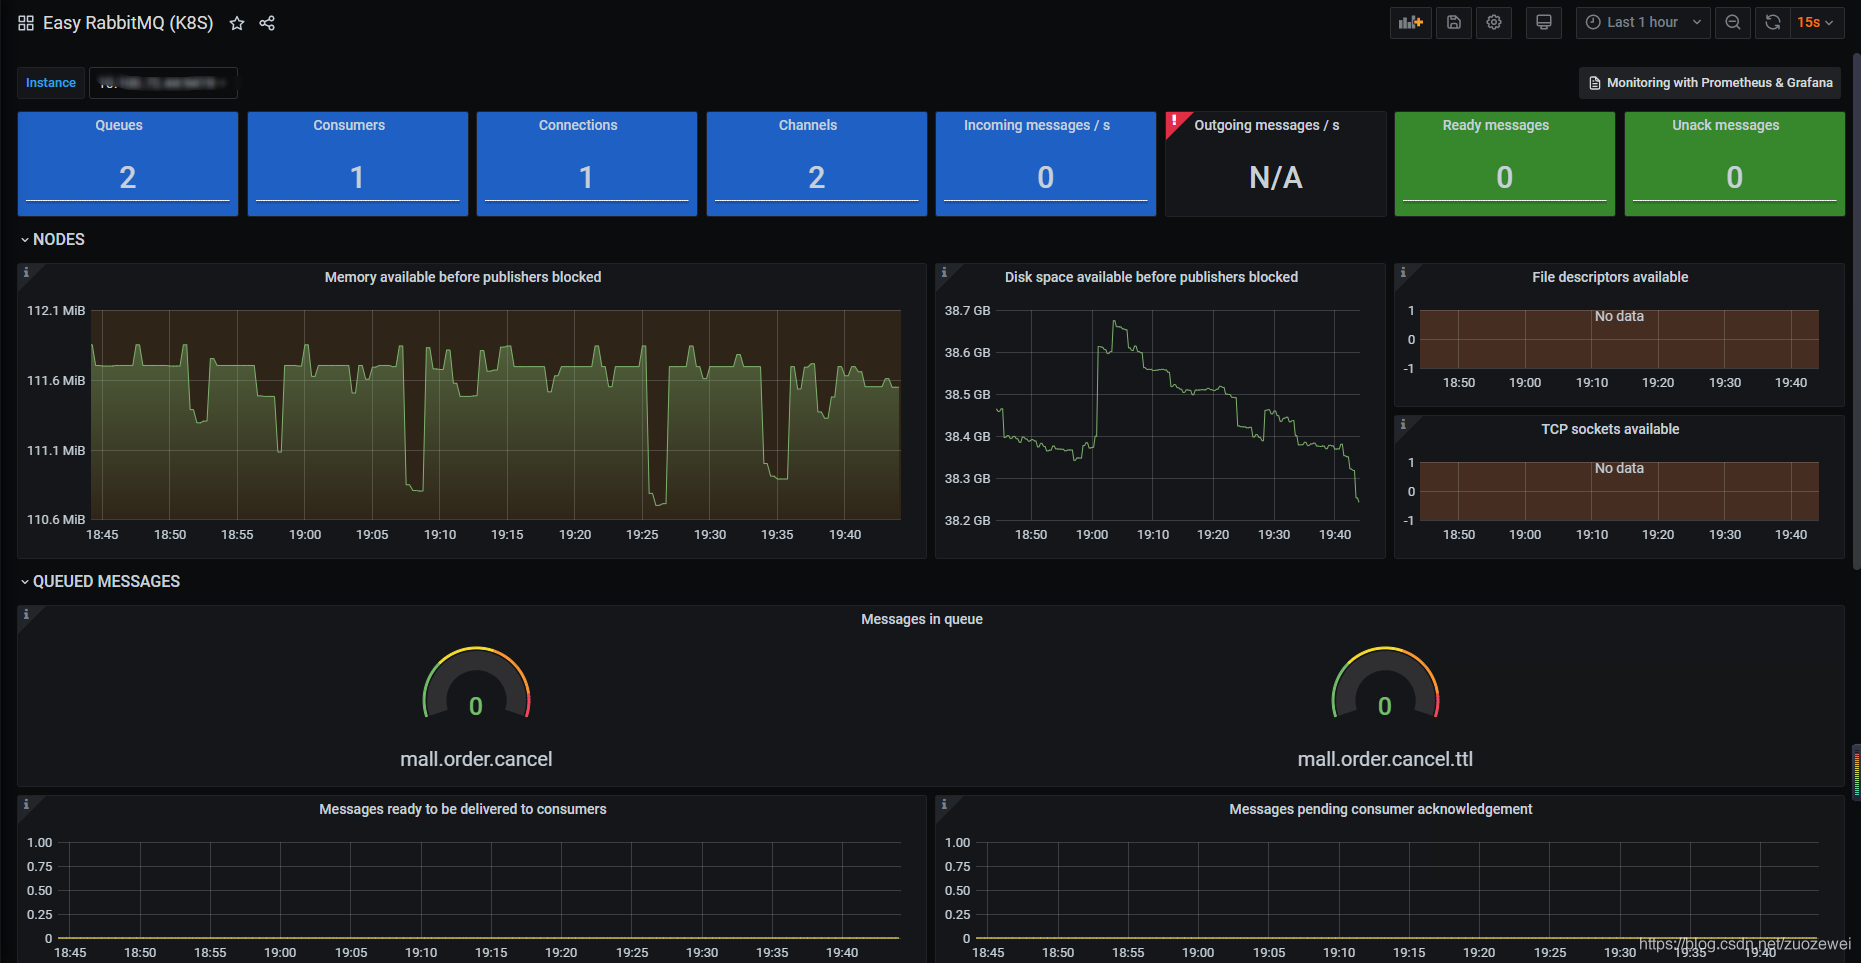 Easy RabbitMQ (K8S)
Last 1 hour
15s
Instance
Monitoring with Prometheus & Grafana
Queues
2
Consumers
1
Connections
1
Channels
2
Incoming messages / s
0
!
Outgoing messages / s
N/A
Ready messages
0
Unack messages
0
NODES
Memory available before publishers blocked
112.1 MiB
111.6 MiB
111.1 MiB
110.6 MiB
18:45 18:50 18:55 19:00 19:05 19:10 19:15 19:20 19:25 19:30 19:35 19:40
Disk space available before publishers blocked
38.7 GB
38.6 GB
38.5 GB
38.4 GB
38.3 GB
38.2 GB
18:50 19:00 19:10 19:20 19:30 19:40
File descriptors available
1
No data
0
-1
18:50 19:00 19:10 19:20 19:30 19:40
TCP sockets available
1
No data
0
-1
18:50 19:00 19:10 19:20 19:30 19:40
QUEUED MESSAGES
Messages in queue
0
mall.order.cancel
0
mall.order.cancel.ttl
Messages ready to be delivered to consumers
1.00
0.75
0.50
0.25
0
18:45 18:50 18:55 19:00 19:05 19:10 19:15 19:20 19:25 19:30 19:35 19:40
Messages pending consumer acknowledgement
1.00
0.75
0.50
0.25
0
18:45 18:50 18:55 19:00 19:05 19:10 19:15 19:20 19:25 19:30 19:35 19:40
https://blog.csdn.net/zuozewei